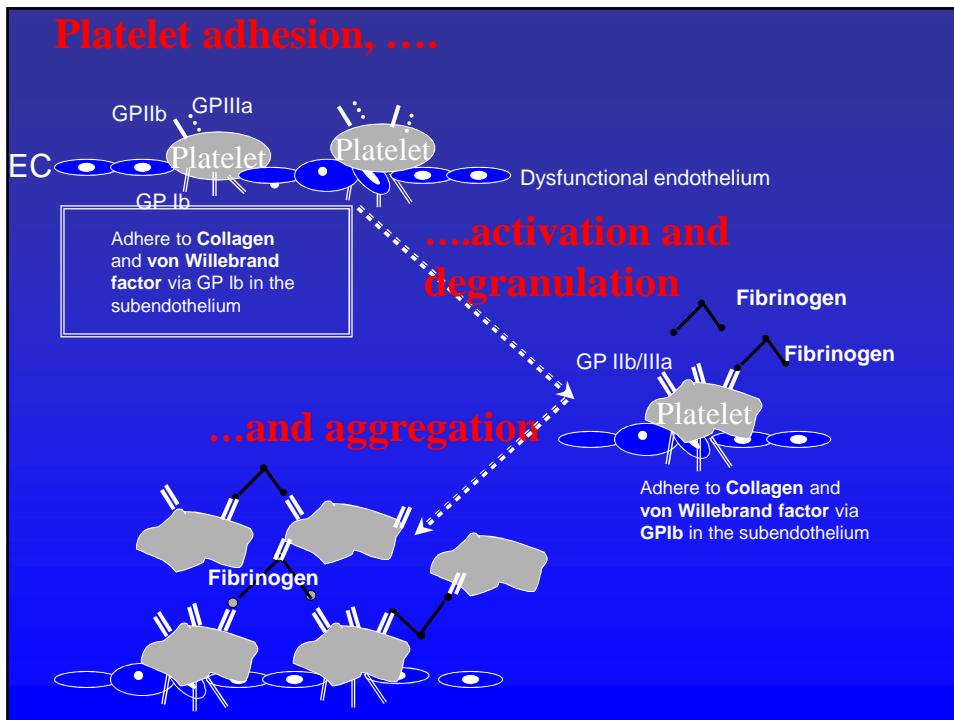 Platelet adhesion, ….
GPIIb
GPIIIa
EC
Platelet
Platelet
Dysfunctional endothelium
GP Ib
Adhere to Collagen
and von Willebrand
factor via GP Ib in the
subendothelium
….activation and
degranulation
Fibrinogen
Fibrinogen
GP IIb/IIIa
Platelet
…and aggregation
Adhere to Collagen and
von Willebrand factor via
GPIb in the subendothelium
Fibrinogen